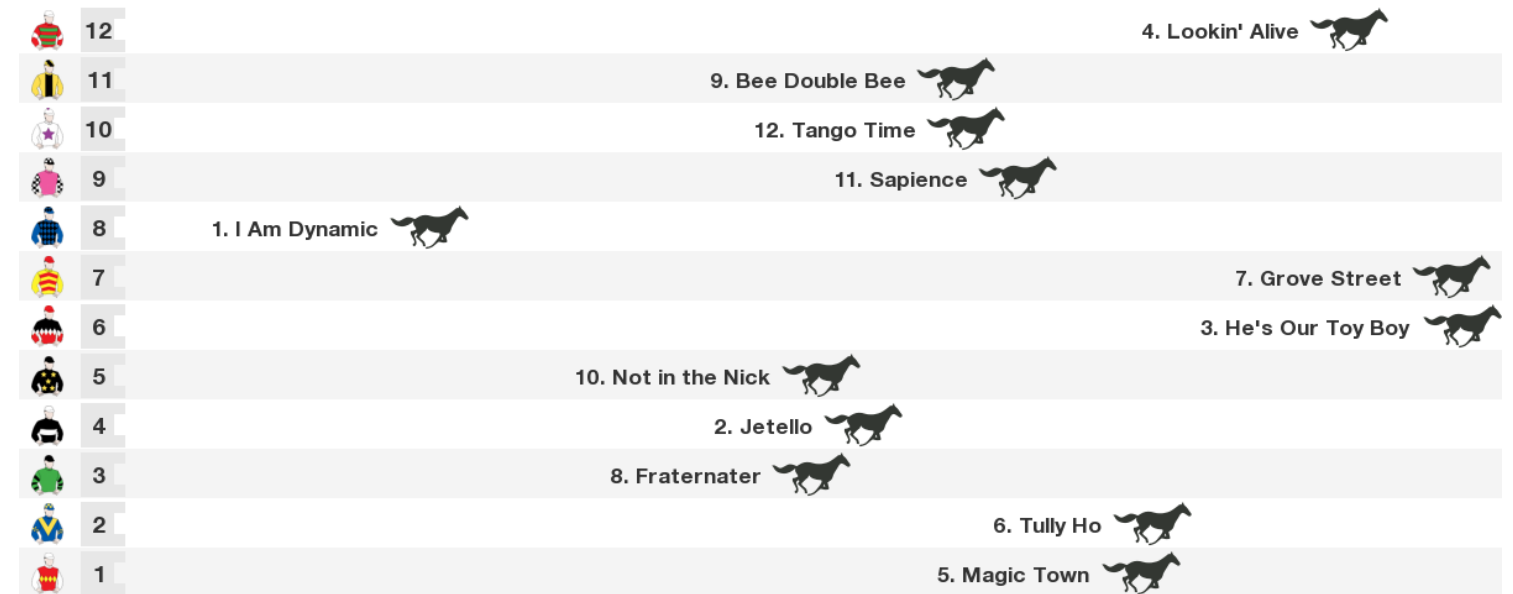 12 4. Lookin' Alive
11 9. Bee Double Bee
10 12. Tango Time
9 11. Sapience
8 1. I Am Dynamic
7 7. Grove Street
6 3. He's Our Toy Boy
5 10. Not in the Nick
4 2. Jetello
3 8. Fraternater
2 6. Tully Ho
1 5. Magic Town